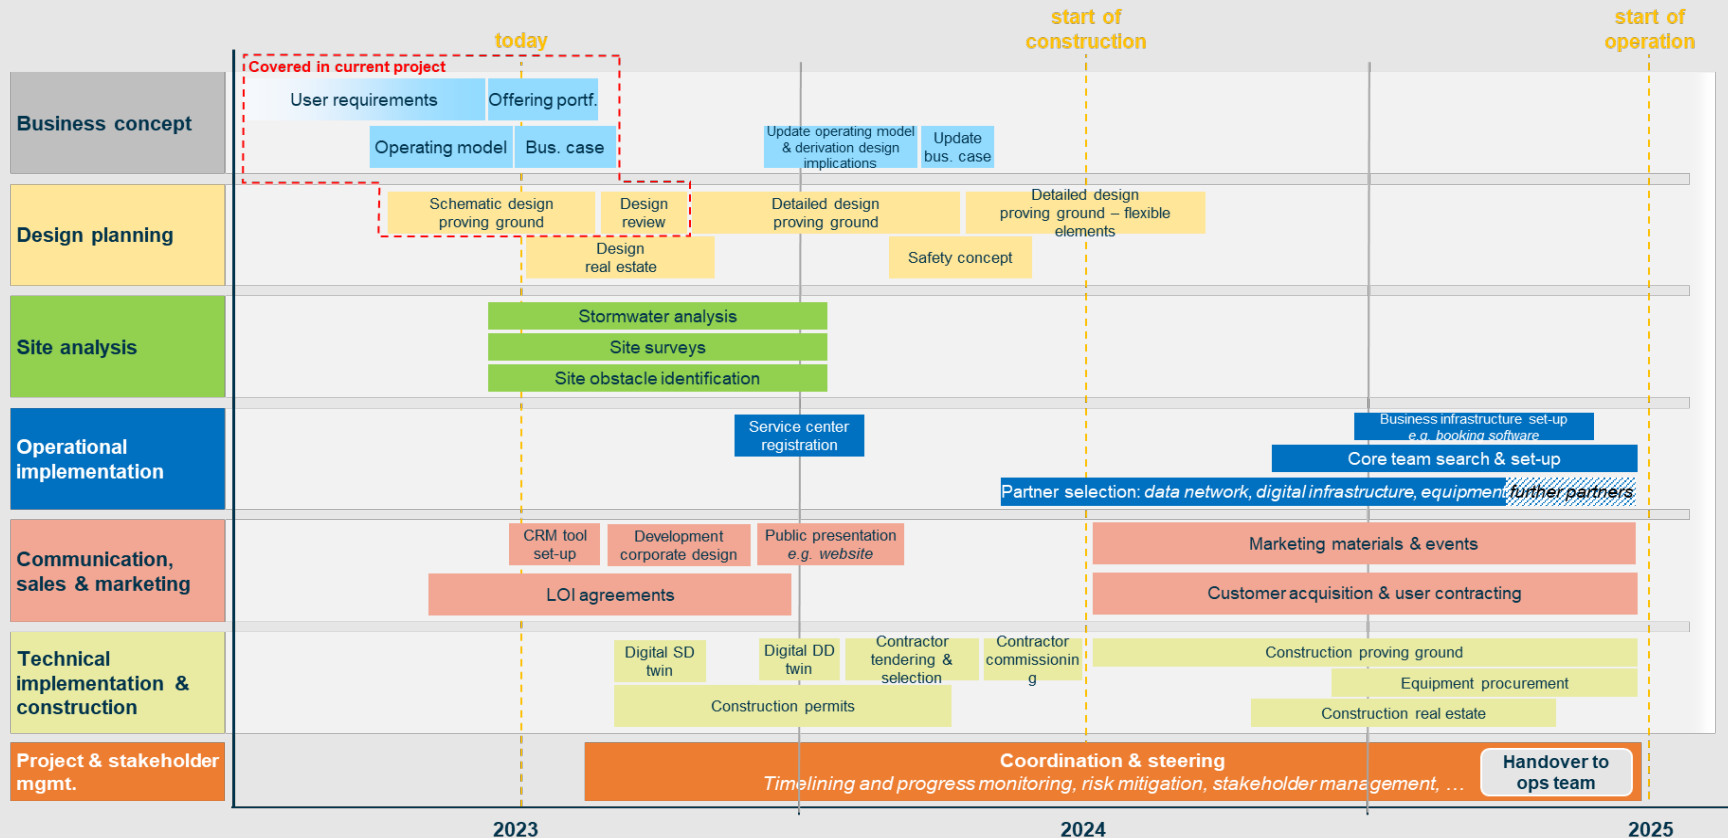 today
start of
construction
start of
operation
Covered in current project
Business concept
User requirements
Offering portf.
Operating model
Bus. case
Update operating model
& derivation design
implications
Update
bus. case
Design planning
Schematic design
proving ground
Design
review
Detailed design
proving ground
Detailed design
proving ground – flexible
elements
Design
real estate
Safety concept
Site analysis
Stormwater analysis
Site surveys
Site obstacle identification
Operational
implementation
Service center
registration
Business infrastructure set-up
e.g. booking software
Core team search & set-up
Partner selection: data network, digital infrastructure, equipment
further partners
Communication,
sales & marketing
CRM tool
set-up
Development
corporate design
Public presentation
e.g. website
Marketing materials & events
LOI agreements
Customer acquisition & user contracting
Technical
implementation &
construction
Digital SD
twin
Digital DD
twin
Contractor
tendering &
selection
Contractor
commissionin
g
Construction proving ground
Equipment procurement
Construction permits
Construction real estate
Project & stakeholder
mgmt.
Coordination & steering
Timelining and progress monitoring, risk mitigation, stakeholder management, …
Handover to
ops team
2023
2024
2025